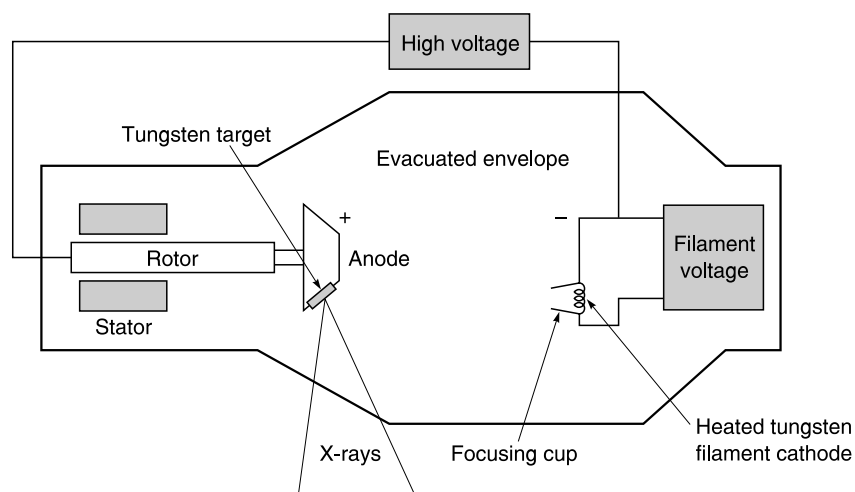 High voltage
Tungsten target
Evacuated envelope
+
−
Rotor
Anode
Filament
voltage
Stator
X-rays
Focusing cup
Heated tungsten
filament cathode